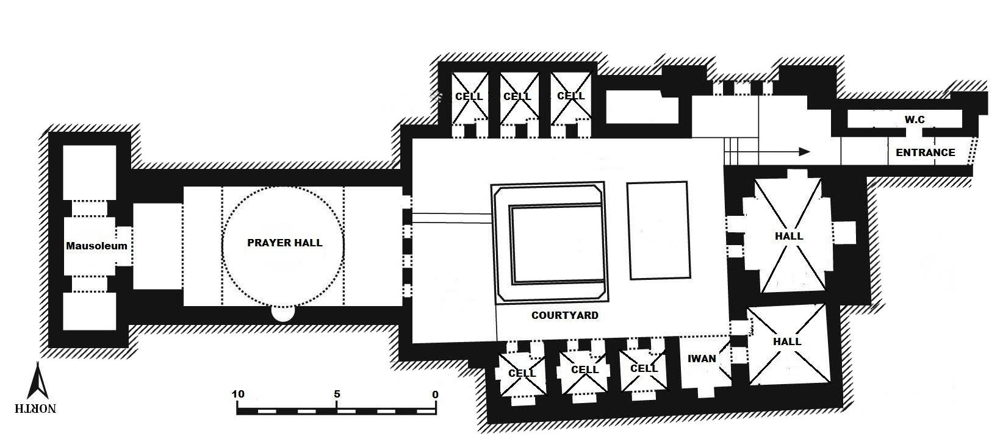 CELL CELL CELL
W.C
ENTRANCE
HALL
PRAYER HALL
Mausoleum
COURTYARD
HALL
IWAN
CELL CELL CELL
10 5 0
NORTH